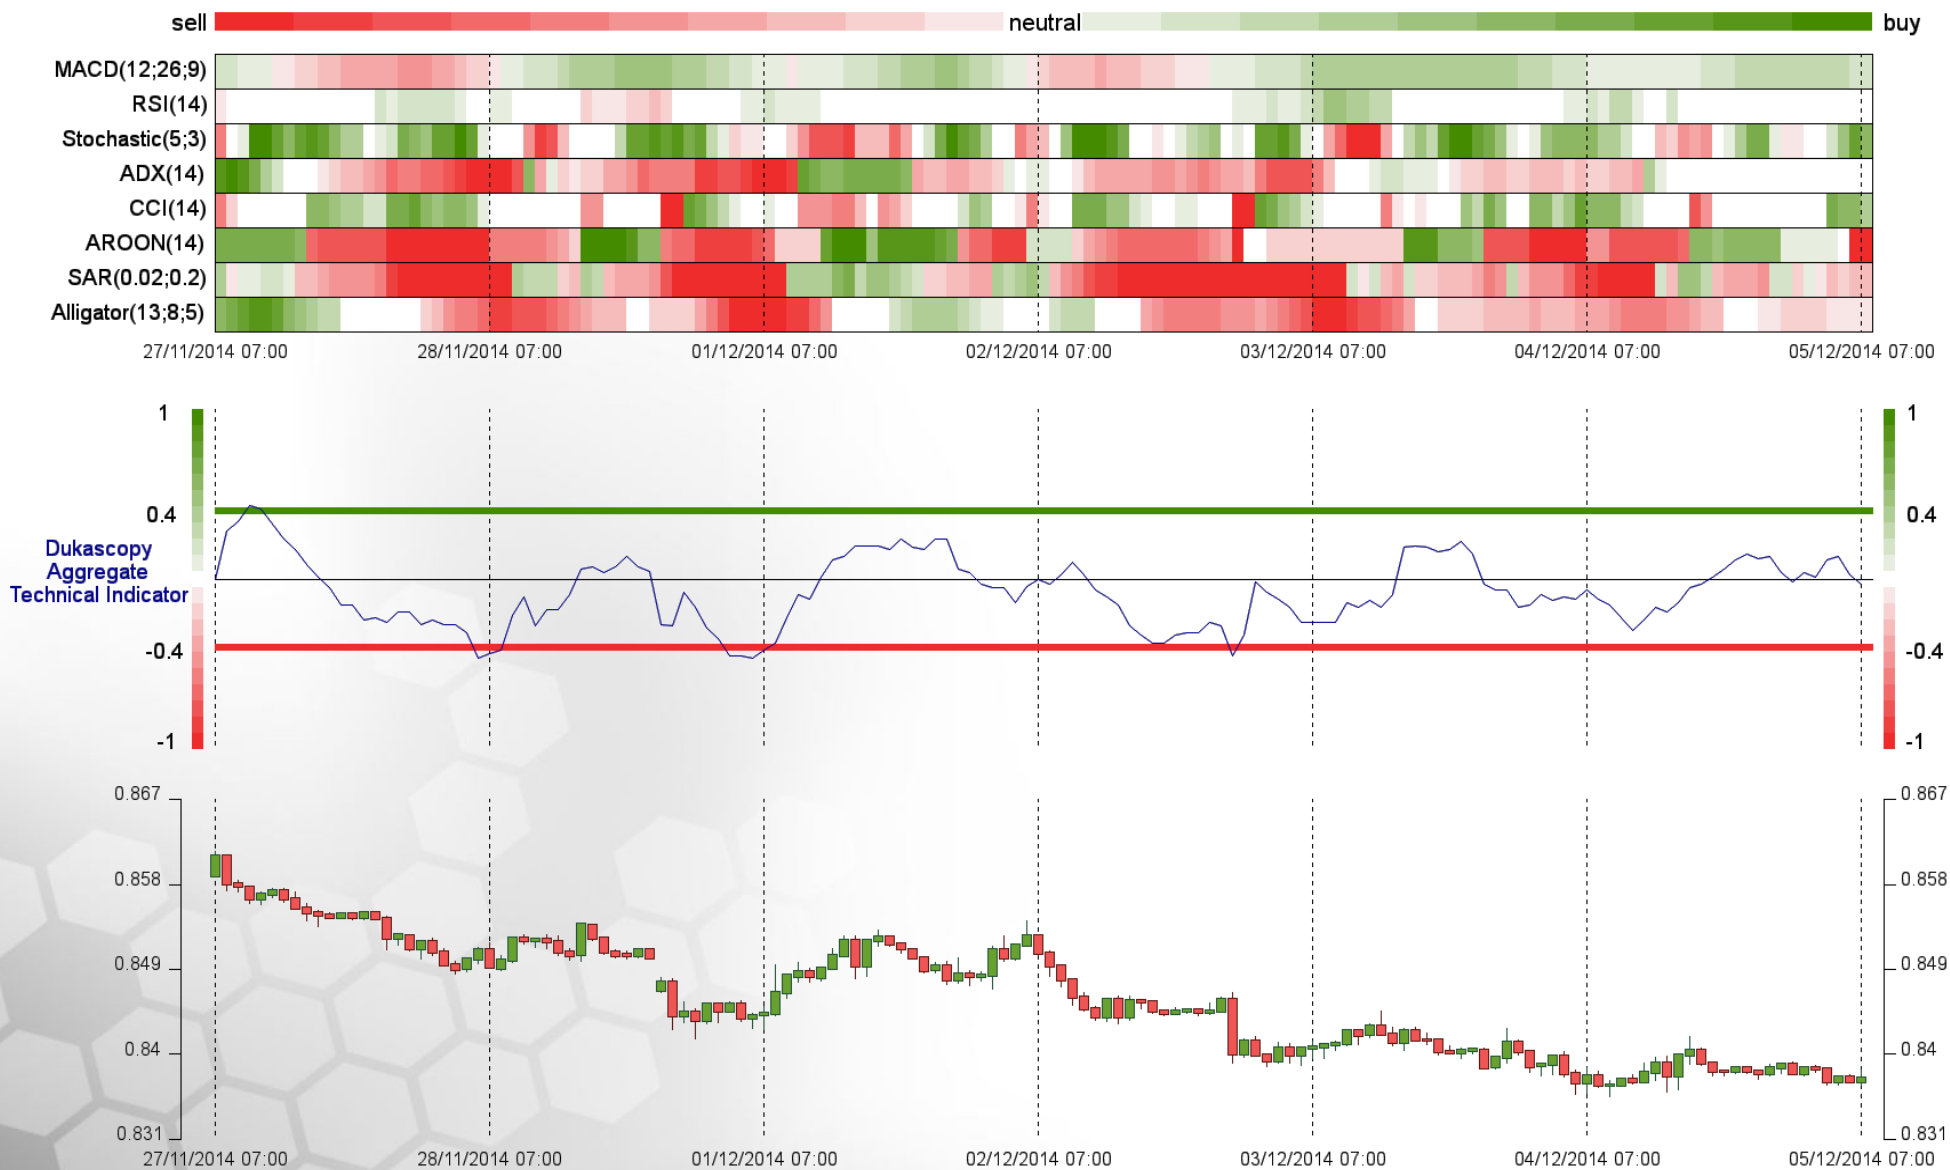 sell neutral buy
MACD(12;26;9)
RSI(14)
Stochastic(5;3)
ADX(14)
CCI(14)
AROON(14)
SAR(0.02;0.2)
Alligator(13;8;5)
27/11/2014 07:00 28/11/2014 07:00 01/12/2014 07:00 02/12/2014 07:00 03/12/2014 07:00 04/12/2014 07:00 05/12/2014 07:00
1 1
0.4 0.4
Dukascopy
Aggregate
Technical Indicator
-0.4 -0.4
-1 -1
0.867 0.867
0.858 0.858
0.849 0.849
0.84 0.84
0.831 0.831
27/11/2014 07:00 28/11/2014 07:00 01/12/2014 07:00 02/12/2014 07:00 03/12/2014 07:00 04/12/2014 07:00 05/12/2014 07:00